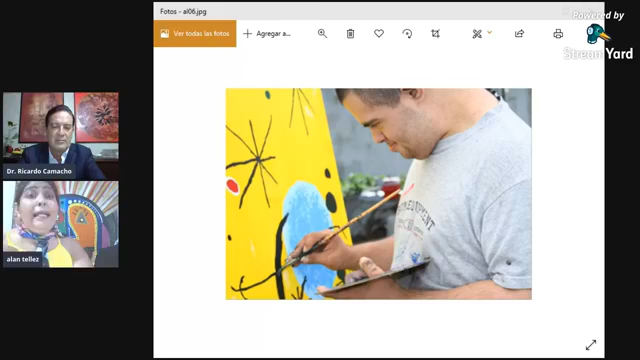 Fotos - al06.jpg
Powered by
StreamYard
Ver todas las fotos
Agregar a...
Dr. Ricardo Camacho
alan tellez